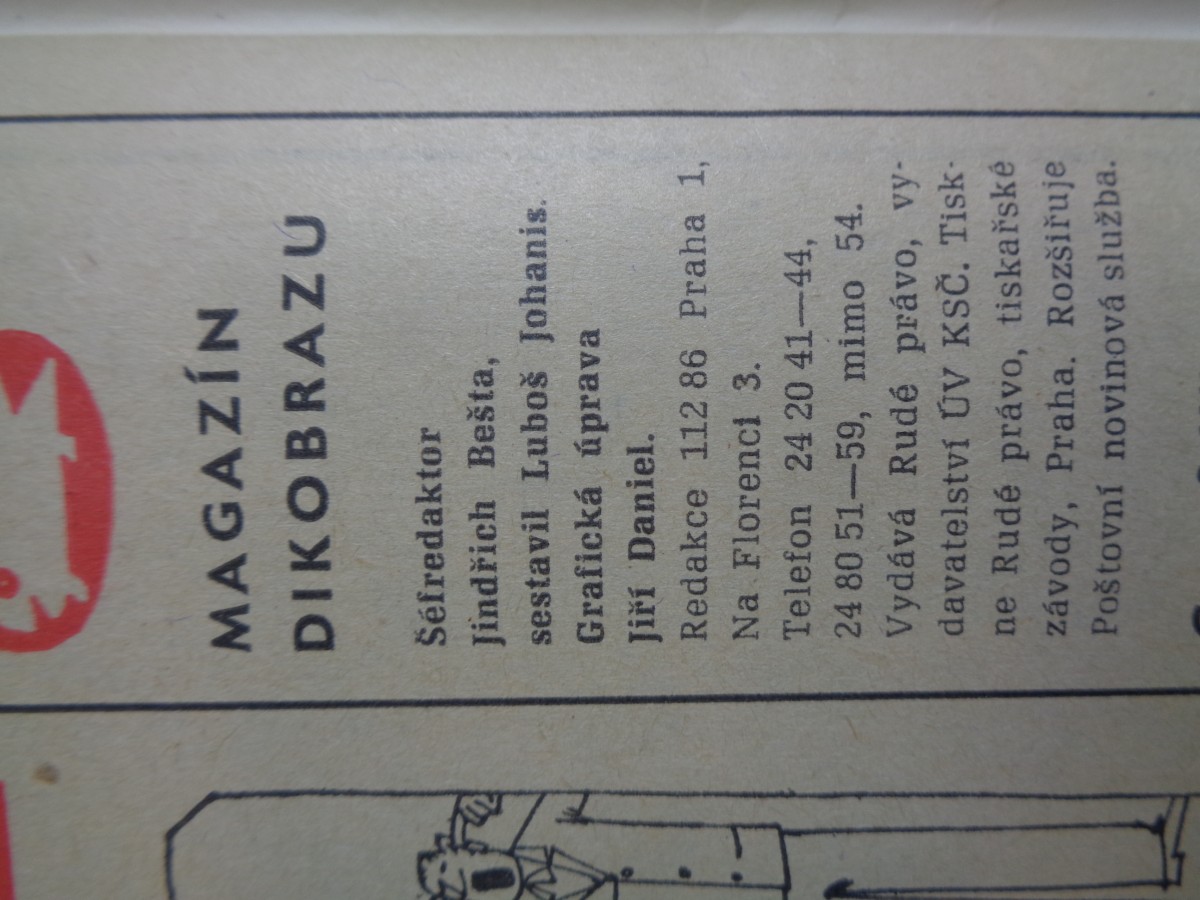 MAGAZÍN
DIKOBRAZU
Šéfredaktor
Jindřich Bešta,
sestavil Luboš Johanis.
Grafická úprava
Jiří Daniel.
Redakce 112 86 Praha 1,
Na Florenci 3.
Telefon 24 20 41—44,
24 80 51—59, mimo 54.
Vydává Rudé právo, vy-
davatelství ÚV KSČ. Tisk-
ne Rudé právo, tiskařské
závody, Praha. Rozšiřuje
Poštovní novinová služba.